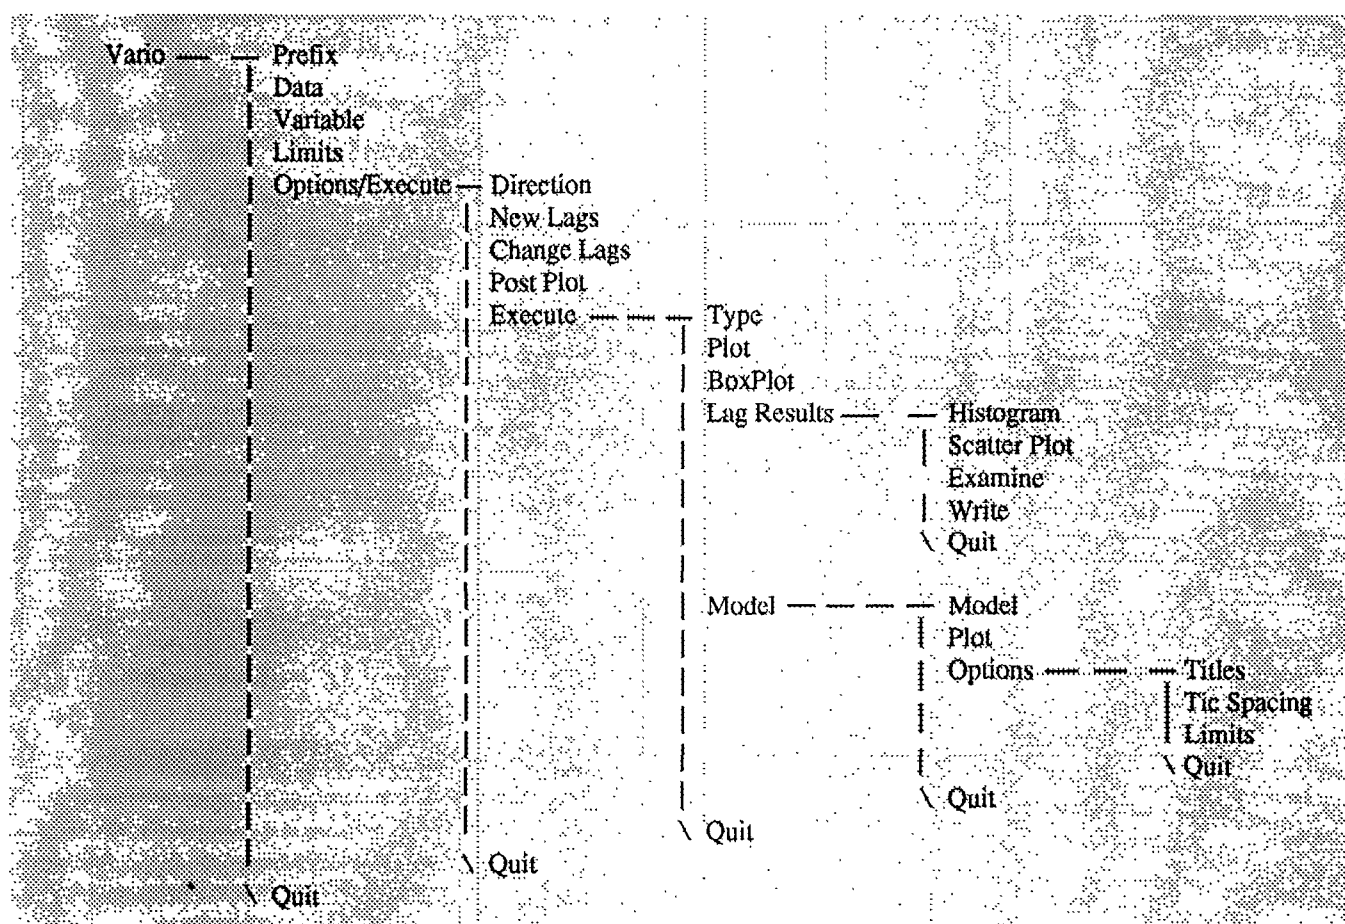 Vario Prefix
Data
Variable
Limits
Options/Execute Direction
New Lags
Change Lags
Post Plot
Execute Type
Plot
BoxPlot
Lag Results Histogram
Scatter Plot
Examine
Write
Quit
Model Model
Plot
Options Titles
Tic Spacing
Limits
Quit
Quit
Quit
Quit
Quit